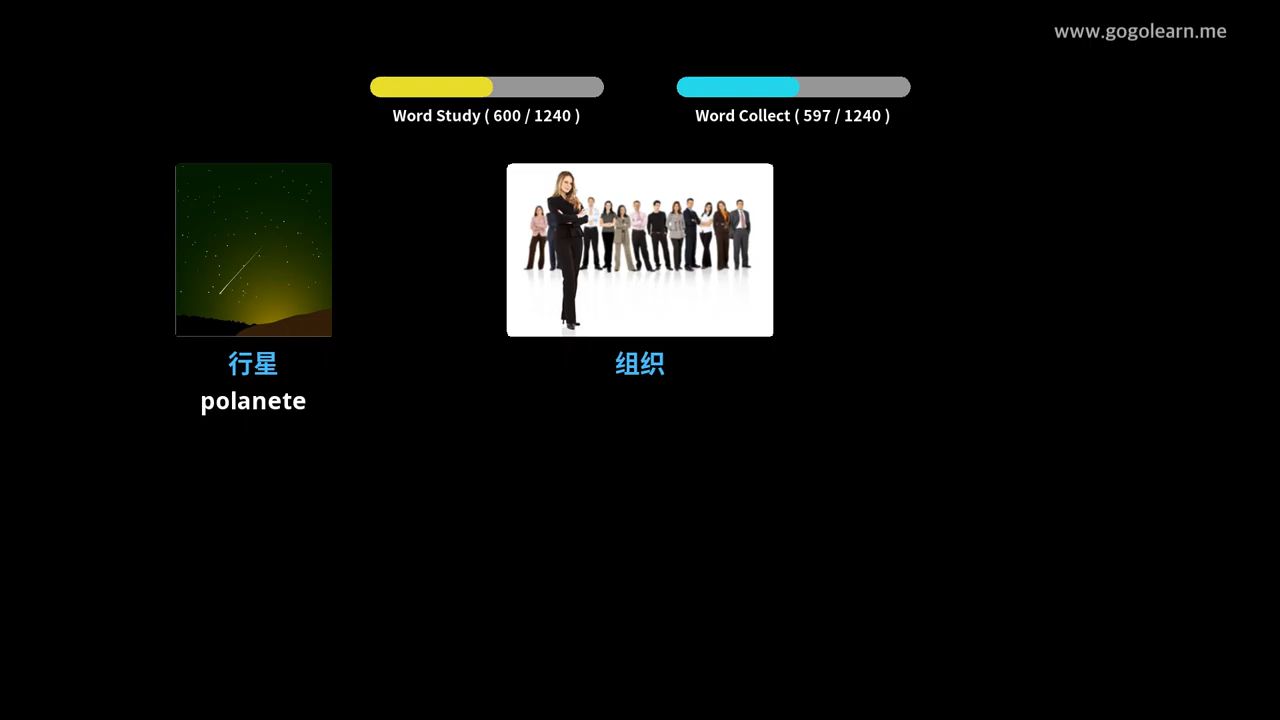 www.gogolearn.me
Word Study ( 600 / 1240 )
Word Collect ( 597 / 1240 )
行星
polanete
组织